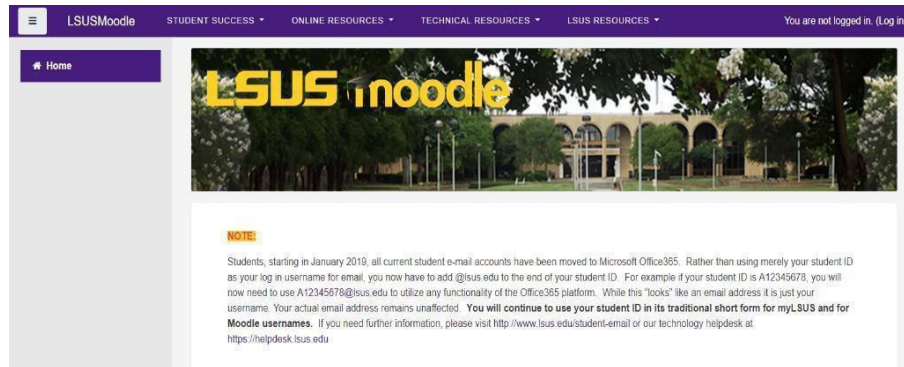 LSUSMoodle STUDENT SUCCESS ONLINE RESOURCES TECHNICAL RESOURCES LSUS RESOURCES You are not logged in. (Log in
Home
LSUS moodle
NOTE:
Students, starting in January 2019, all current student e-mail accounts have been moved to Microsoft Office365. Rather than using merely your student ID
as your log in username for email, you now have to add @lsus.edu to the end of your student ID. For example if your student ID is A12345678, you will
now need to use A12345678@lsus.edu to utilize any functionality of the Office365 platform. While this "looks" like an email address it is just your
username. Your actual email address remains unaffected. You will continue to use your student ID in its traditional short form for myLSUS and for
Moodle usernames. If you need further information, please visit http://www.lsus.edu/student-email or our technology helpdesk at
https://helpdesk.lsus.edu